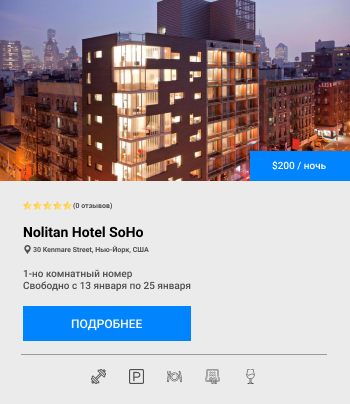 $200 / ночь
(0 отзывов)
Nolitan Hotel SoHo
30 Kenmare Street, Нью-Йорк, США
1-но комнатный номер
Свободно с 13 января по 25 января
ПОДРОБНЕЕ
P